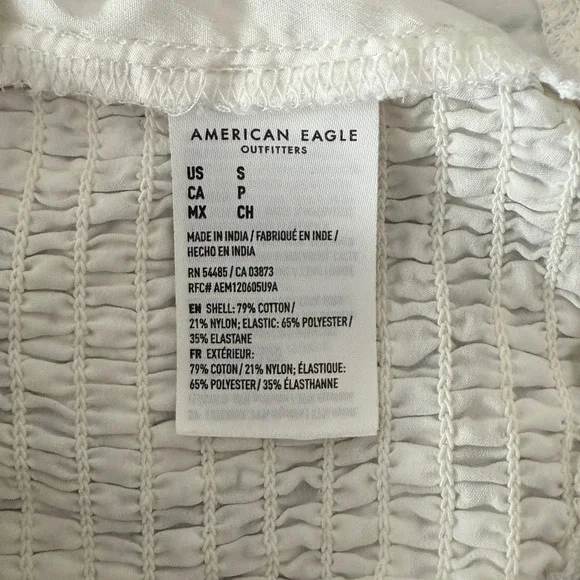 AMERICAN EAGLE
OUTFITTERS
US S
CA P
MX CH
MADE IN INDIA / FABRIQUÉ EN INDE /
HECHO EN INDIA
RN 54485 / CA 03873
RFC# AEM120605U9A
EN SHELL: 79% COTTON /
21% NYLON; ELASTIC: 65% POLYESTER /
35% ELASTANE
FR EXTÉRIEUR:
79% COTON / 21% NYLON; ÉLASTIQUE:
65% POLYESTER / 35% ÉLASTHANNE